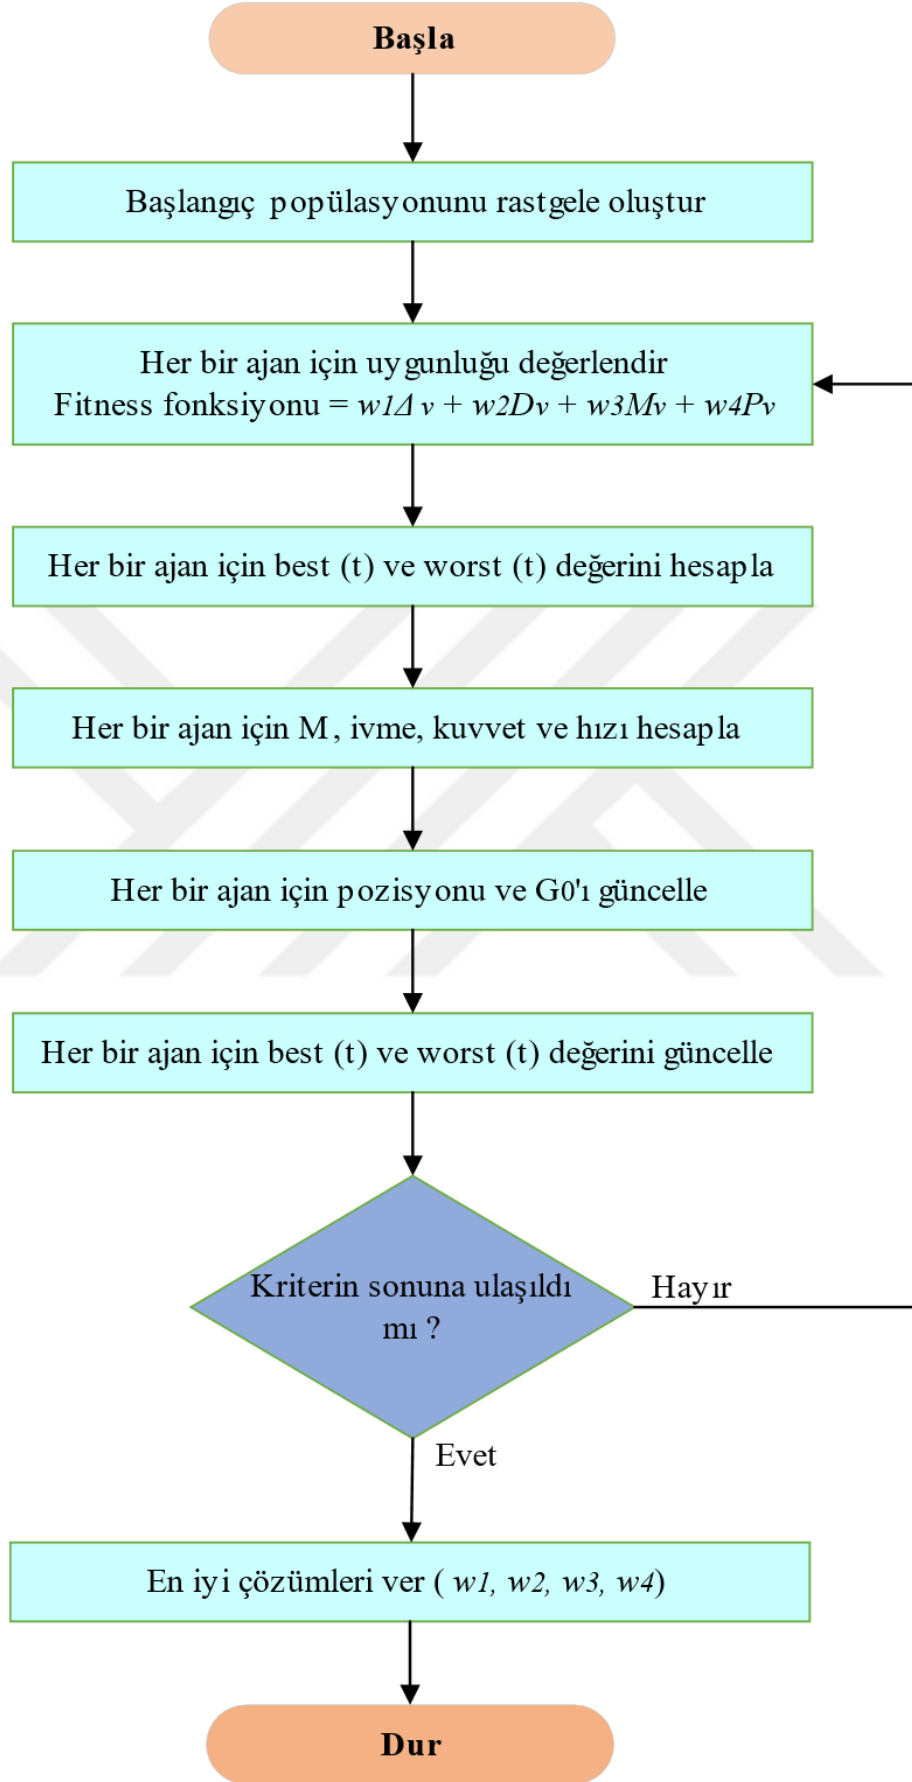 Başla
Başlangıç popülasyonunu rastgele oluştur
Her bir ajan için uygunluğu değerlendir
Fitness fonksiyonu = w1Δv + w2Dv + w3Mv + w4Pv
Her bir ajan için best (t) ve worst (t) değerini hesapla
Her bir ajan için M, ivme, kuvvet ve hızı hesapla
Her bir ajan için pozisyonu ve G0'ı güncelle
Her bir ajan için best (t) ve worst (t) değerini güncelle
Kriterin sonuna ulaşıldı
mı ?
Hayır
Evet
En iyi çözümleri ver ( w1, w2, w3, w4)
Dur